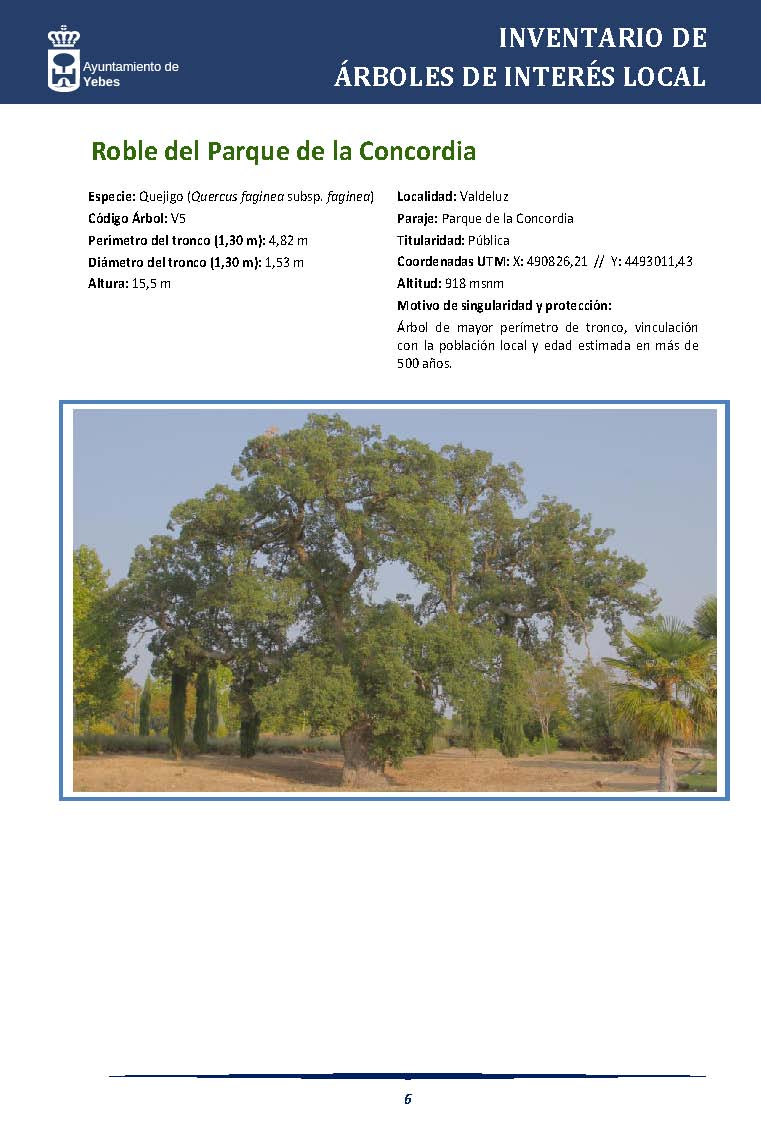 Ayuntamiento de
Yebes
INVENTARIO DE
ÁRBOLES DE INTERÉS LOCAL
Roble del Parque de la Concordia
Especie: Quejigo (Quercus faginea subsp. faginea)
Código Árbol: V5
Perímetro del tronco (1,30 m): 4,82 m
Diámetro del tronco (1,30 m): 1,53 m
Altura: 15,5 m
Localidad: Valdeluz
Paraje: Parque de la Concordia
Titularidad: Pública
Coordenadas UTM: X: 490826,21 // Y: 4493011,43
Altitud: 918 msnm
Motivo de singularidad y protección:
Árbol de mayor perímetro de tronco, vinculación
con la población local y edad estimada en más de
500 años.
6